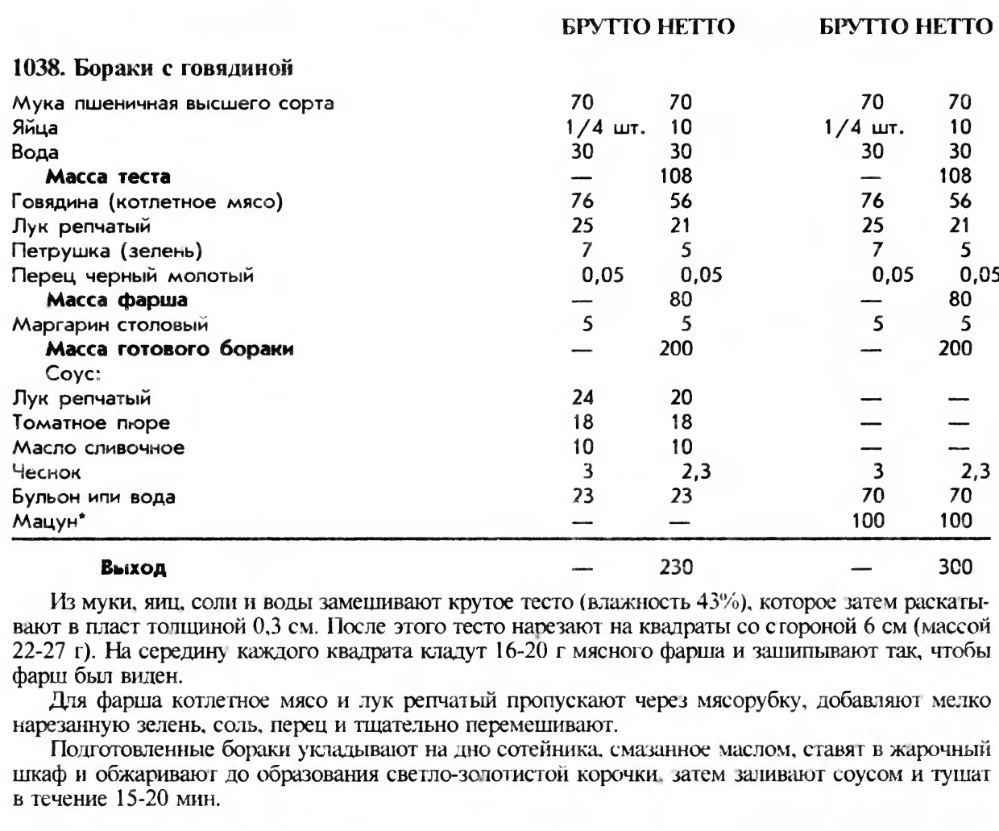 БРУТТО НЕТТО БРУТТО НЕТТО
1038. Бораки с говядиной
Мука пшеничная высшего сорта 70 70 70 70
Яйца 1/4 шт. 10 1/4 шт. 10
Вода 30 30 30 30
Масса теста — 108 — 108
Говядина (котлетное мясо) 76 56 76 56
Лук репчатый 25 21 25 21
Петрушка (зелень) 7 5 7 5
Перец черный молотый 0,05 0,05 0,05 0,05
Масса фарша — 80 — 80
Маргарин столовый 5 5 5 5
Масса готового бораки — 200 — 200
Соус:
Лук репчатый 24 20 — —
Томатное пюре 18 18 — —
Масло сливочное 10 10 — —
Чеснок 3 2,3 3 2,3
Бульон или вода 23 23 70 70
Мацун* — — 100 100
Выход — 230 — 300
Из муки, яиц, соли и воды замешивают крутое тесто (влажность 43%), которое затем раскаты-
вают в пласт толщиной 0,3 см. После этого тесто нарезают на квадраты со стороной 6 см (массой
22-27 г). На середину каждого квадрата кладут 16-20 г мясного фарша и защипывают так, чтобы
фарш был виден.
Для фарша котлетное мясо и лук репчатый пропускают через мясорубку, добавляют мелко
нарезанную зелень, соль, перец и тщательно перемешивают.
Подготовленные бораки укладывают на дно сотейника, смазанное маслом, ставят в жарочный
шкаф и обжаривают до образования светло-золотистой корочки, затем заливают соусом и тушат
в течение 15-20 мин.